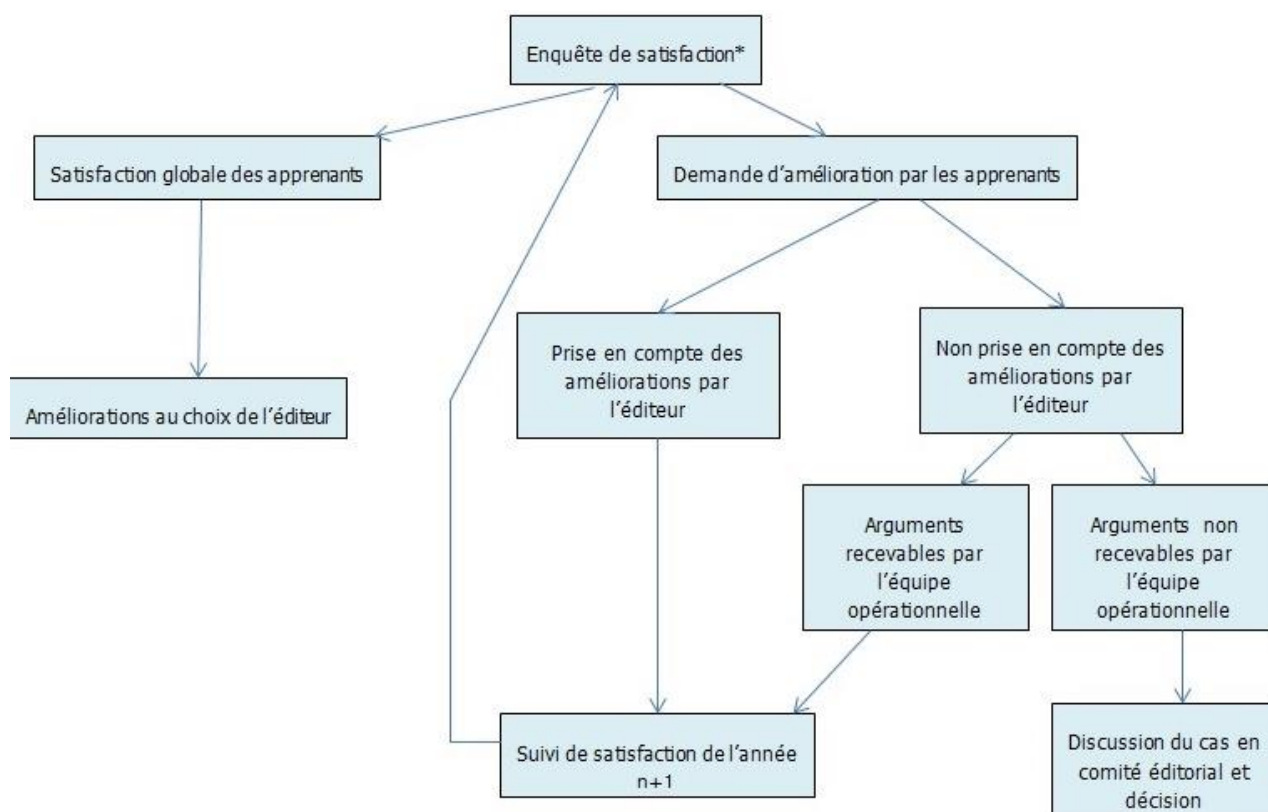 Enquête de satisfaction*
Satisfaction globale des apprenants
Demande d'amélioration par les apprenants
Prise en compte des
améliorations par
l'éditeur
Non prise en compte des
améliorations par
l'éditeur
Améliorations au choix de l'éditeur
Arguments
recevables par
l'équipe
opérationnelle
Arguments non
recevables par
l'équipe
opérationnelle
Suivi de satisfaction de l'année
n+1
Discussion du cas en
comité éditorial et
décision